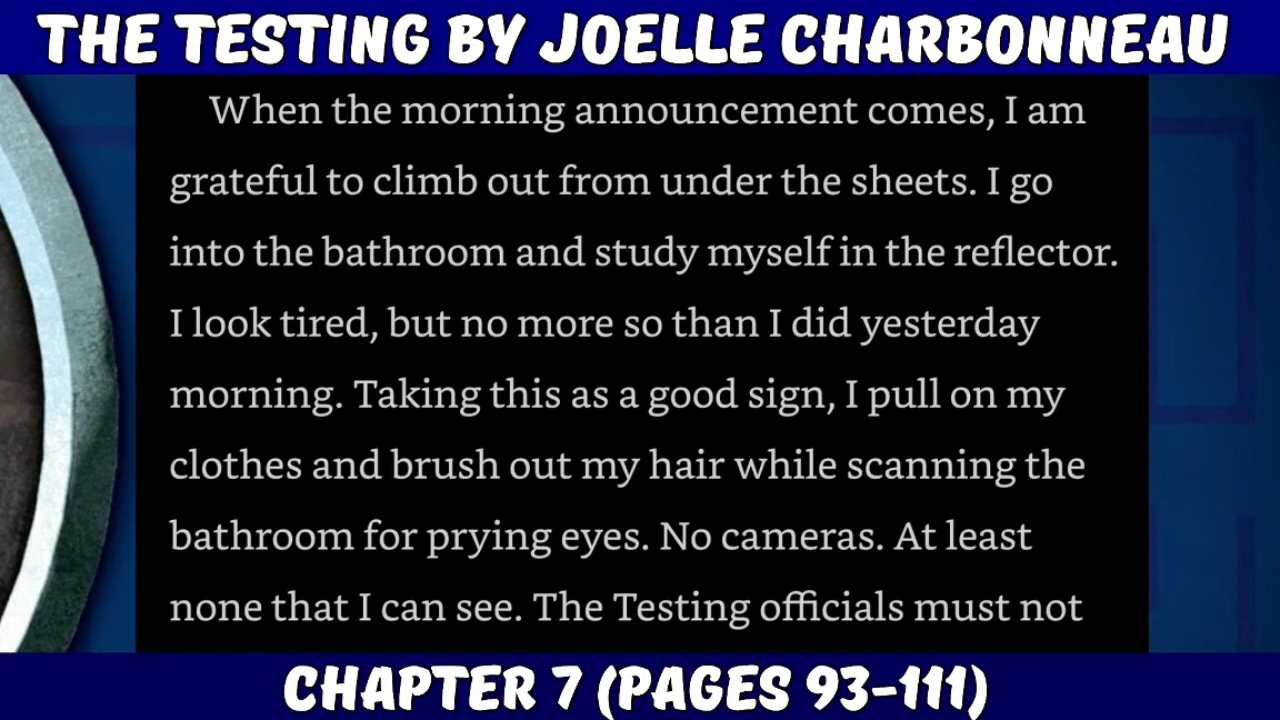 THE TESTING BY JOELLE CHARBONNEAU
When the morning announcement comes, I am
grateful to climb out from under the sheets. I go
into the bathroom and study myself in the reflector.
I look tired, but no more so than I did yesterday
morning. Taking this as a good sign, I pull on my
clothes and brush out my hair while scanning the
bathroom for prying eyes. No cameras. At least
none that I can see. The Testing officials must not
CHAPTER 7 (PAGES 93-111)